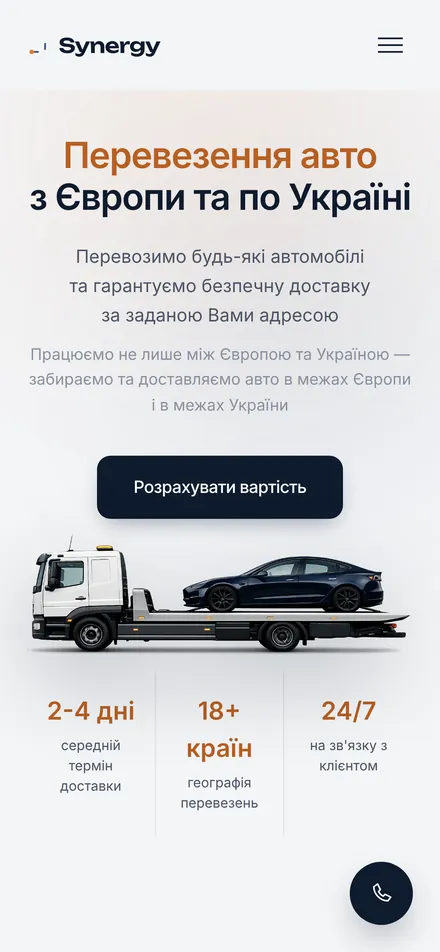 Synergy
Перевезення авто
з Європи та по Україні
Перевозимо будь-які автомобілі
та гарантуємо безпечну доставку
за заданою Вами адресою
Працюємо не лише між Європою та Україною —
забираємо та доставляємо авто в межах Європи
і в межах України
Розрахувати вартість
2-4 дні
середній
термін
доставки
18+
країн
географія
перевезень
24/7
на зв'язку з
клієнтом